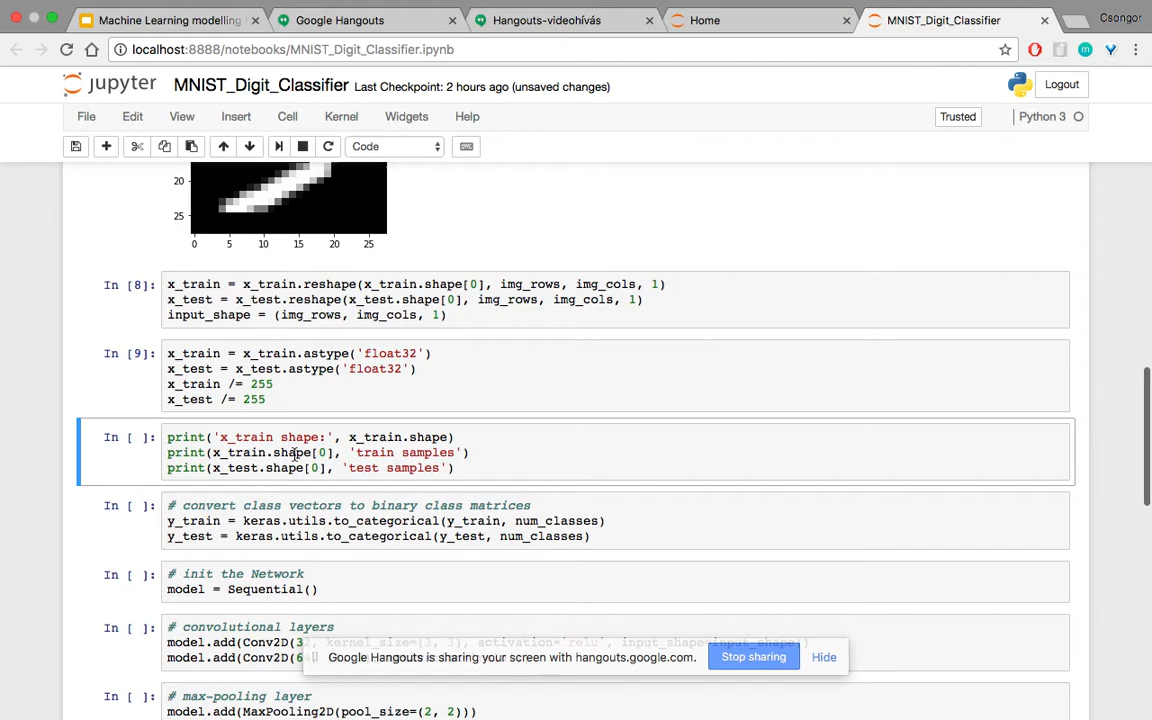 Machine Learning modelling
Google Hangouts
Hangouts-videohívás
Home
MNIST_Digit_Classifier
Csongor
localhost:8888/notebooks/MNIST_Digit_Classifier.ipynb
jupyter MNIST_Digit_Classifier Last Checkpoint: 2 hours ago (unsaved changes)
Logout
File Edit View Insert Cell Kernel Widgets Help
Trusted
Python 3
Code
20
25
0 5 10 15 20 25
In [8]: x_train = x_train.reshape(x_train.shape[0], img_rows, img_cols, 1)
x_test = x_test.reshape(x_test.shape[0], img_rows, img_cols, 1)
input_shape = (img_rows, img_cols, 1)
In [9]: x_train = x_train.astype('float32')
x_test = x_test.astype('float32')
x_train /= 255
x_test /= 255
In [ ]: print('x_train shape:', x_train.shape)
print(x_train.shape[0], 'train samples')
print(x_test.shape[0], 'test samples')
In [ ]: # convert class vectors to binary class matrices
y_train = keras.utils.to_categorical(y_train, num_classes)
y_test = keras.utils.to_categorical(y_test, num_classes)
In [ ]: # init the Network
model = Sequential()
In [ ]: # convolutional layers
model.add(Conv2D(32, kernel_size=(3, 3), activation='relu', input_shape=input_shape))
model.add(Conv2D(64
Google Hangouts is sharing your screen with hangouts.google.com.
Stop sharing
Hide
In [ ]: # max-pooling layer
model.add(MaxPooling2D(pool_size=(2, 2)))